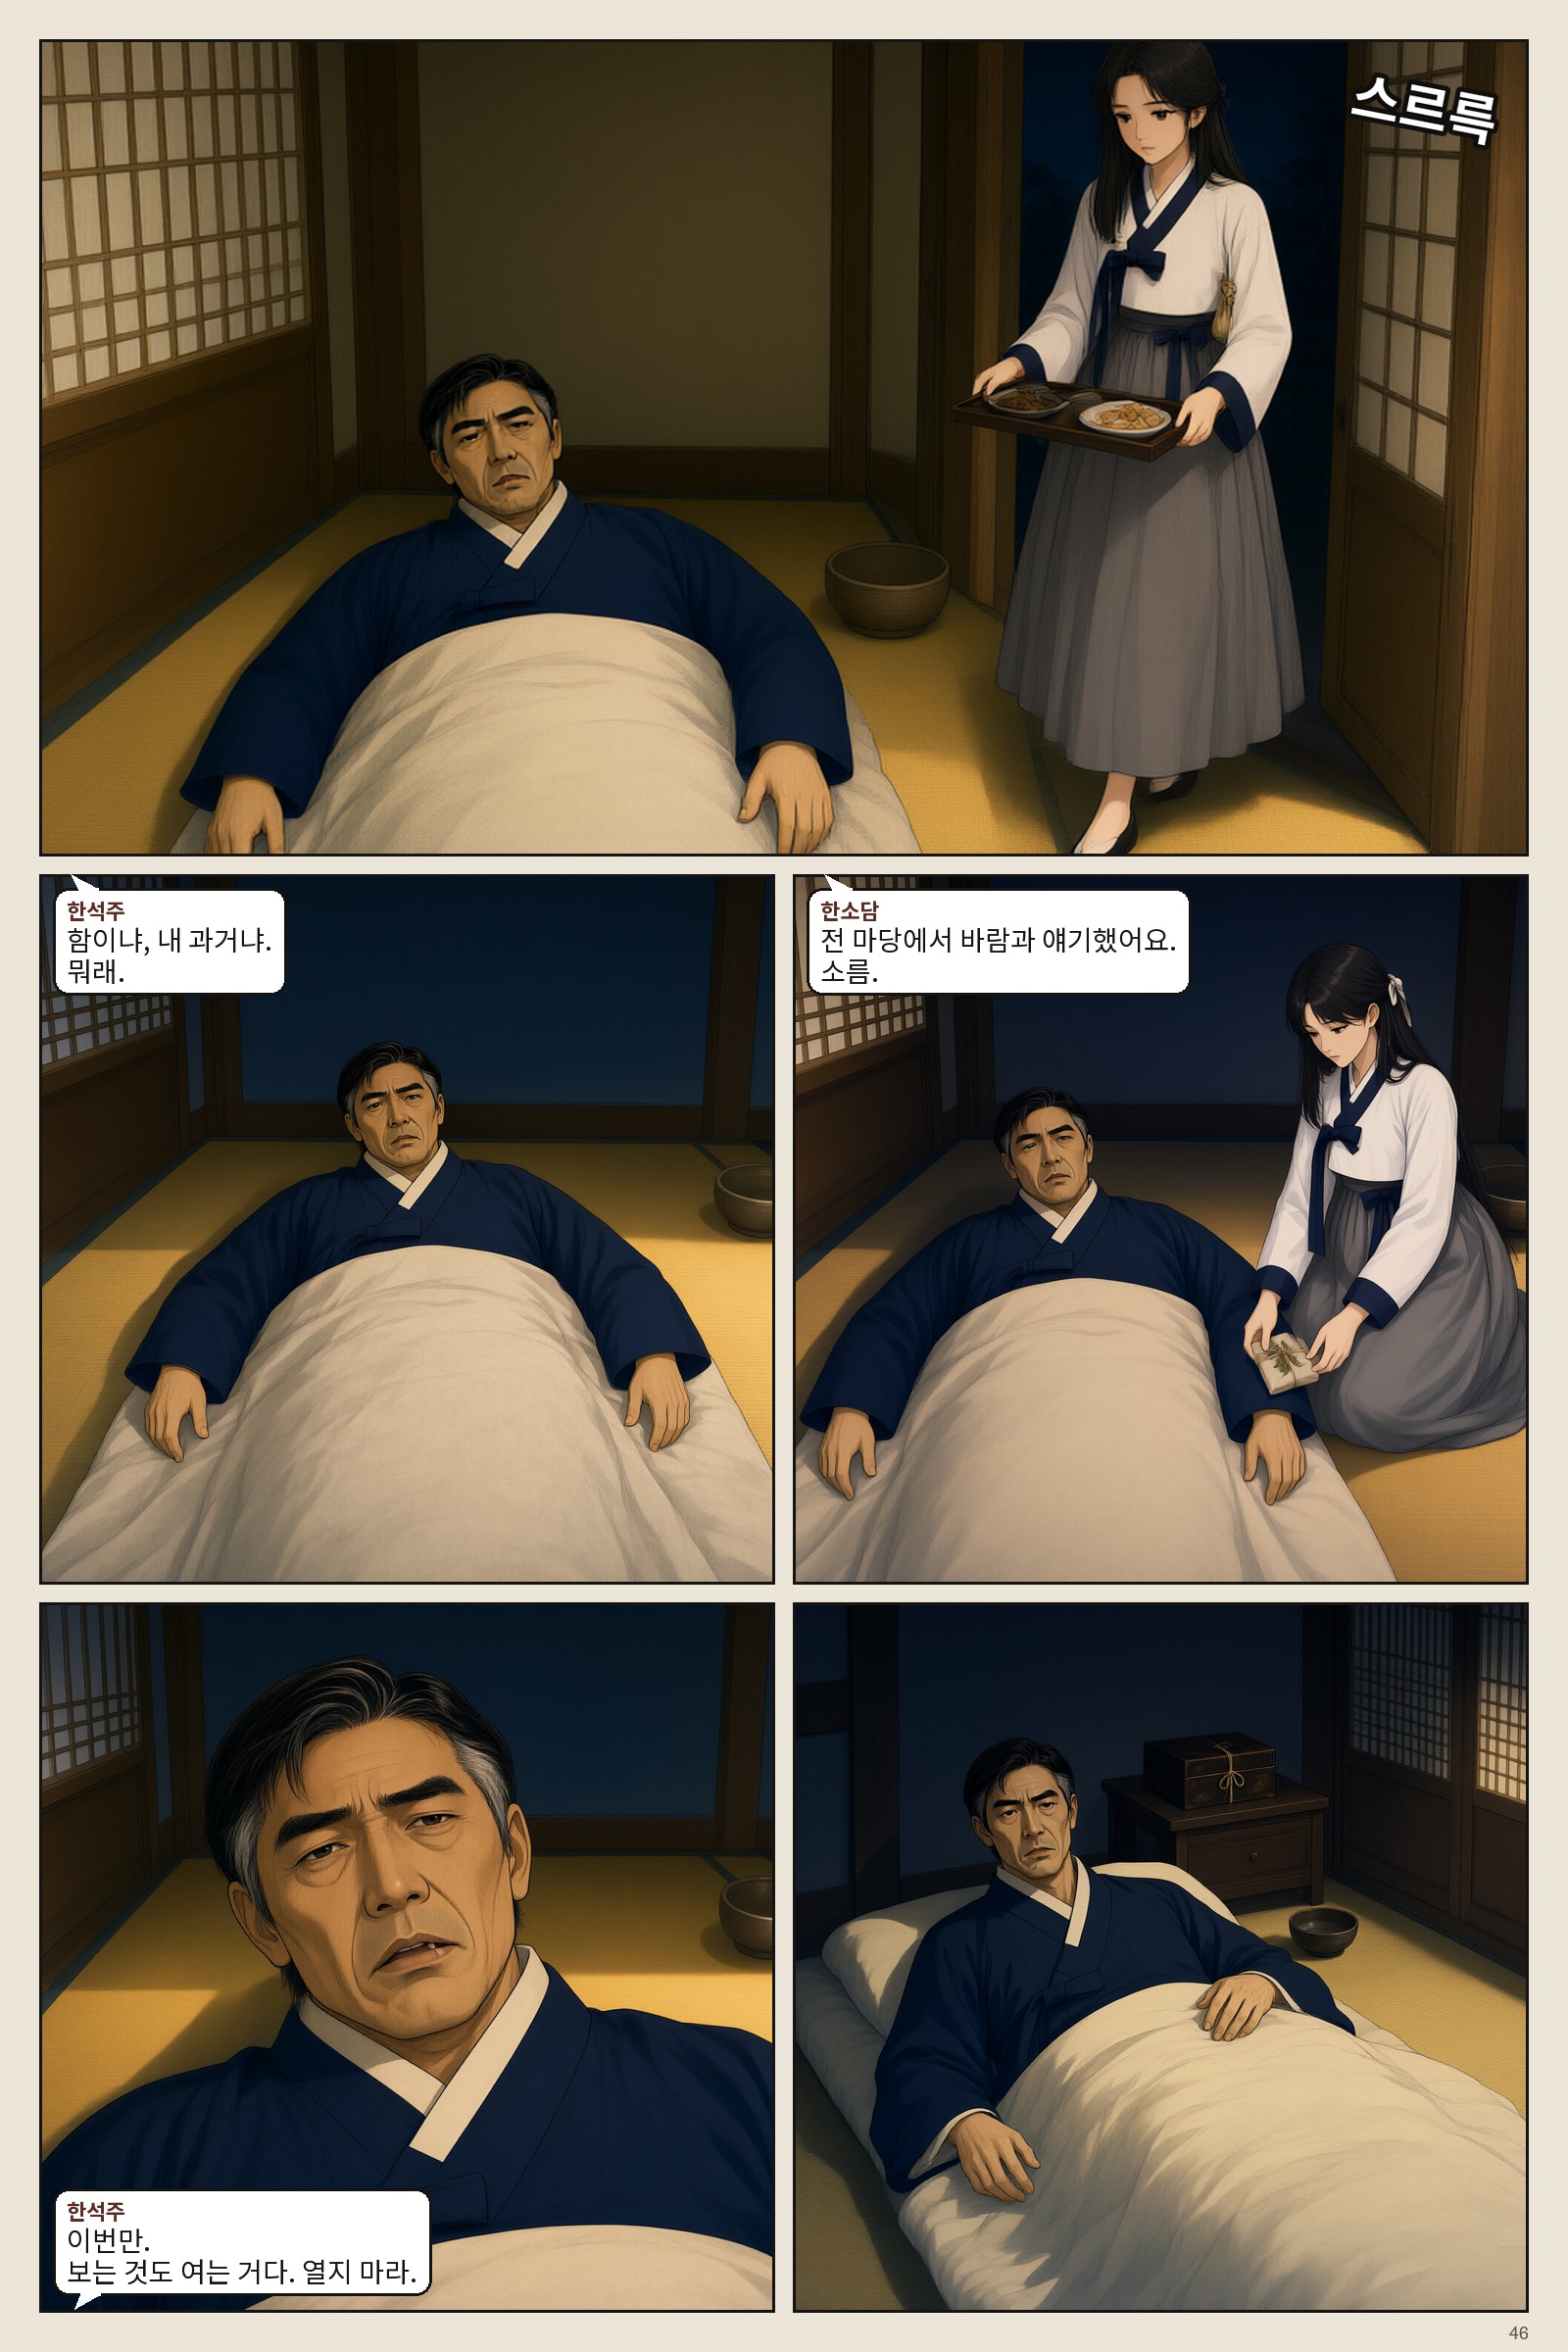 스르륵
한석주
함이냐, 내 과거냐.
뭐래.
한소담
전 마당에서 바람과 얘기했어요.
소름.
한석주
이번만.
보는 것도 여는 거다. 열지 마라.
46